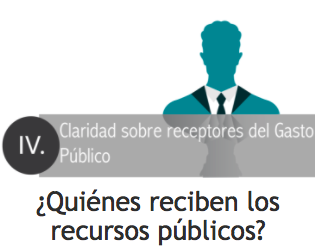 IV.
Claridad sobre receptores del Gasto
Público
¿Quiénes reciben los
recursos públicos?